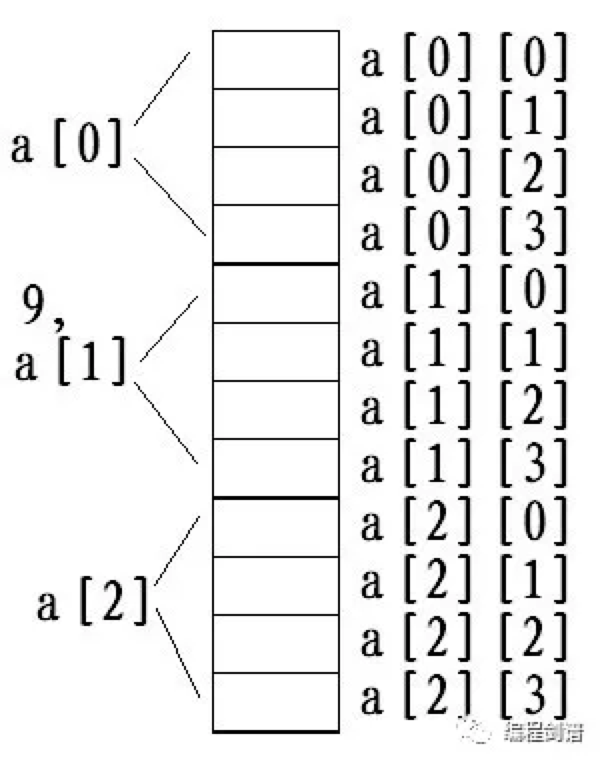 a [0] [0]
a [0] [1]
a [0]
a [0] [2]
a [0] [3]
9,
a [1] [0]
a [1]
a [1] [1]
a [1] [2]
a [1] [3]
a [2] [0]
a [2]
a [2] [1]
a [2] [2]
a [2] [3]
编程剑谱